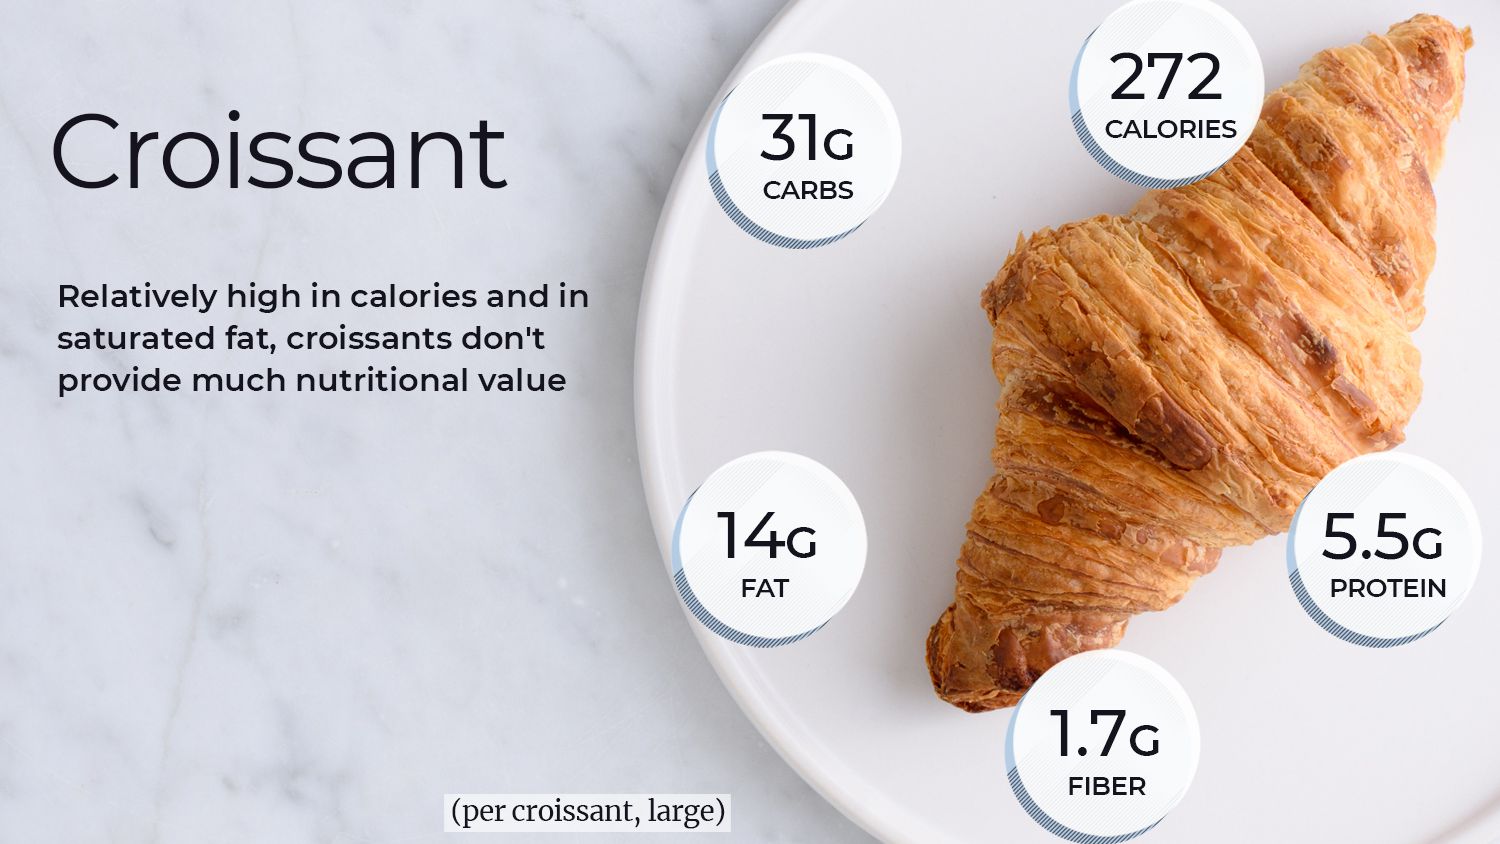 Croissant
Relatively high in calories and in
saturated fat, croissants don't
provide much nutritional value
31G
CARBS
272
CALORIES
14G
FAT
5.5G
PROTEIN
1.7G
FIBER
(per croissant, large)